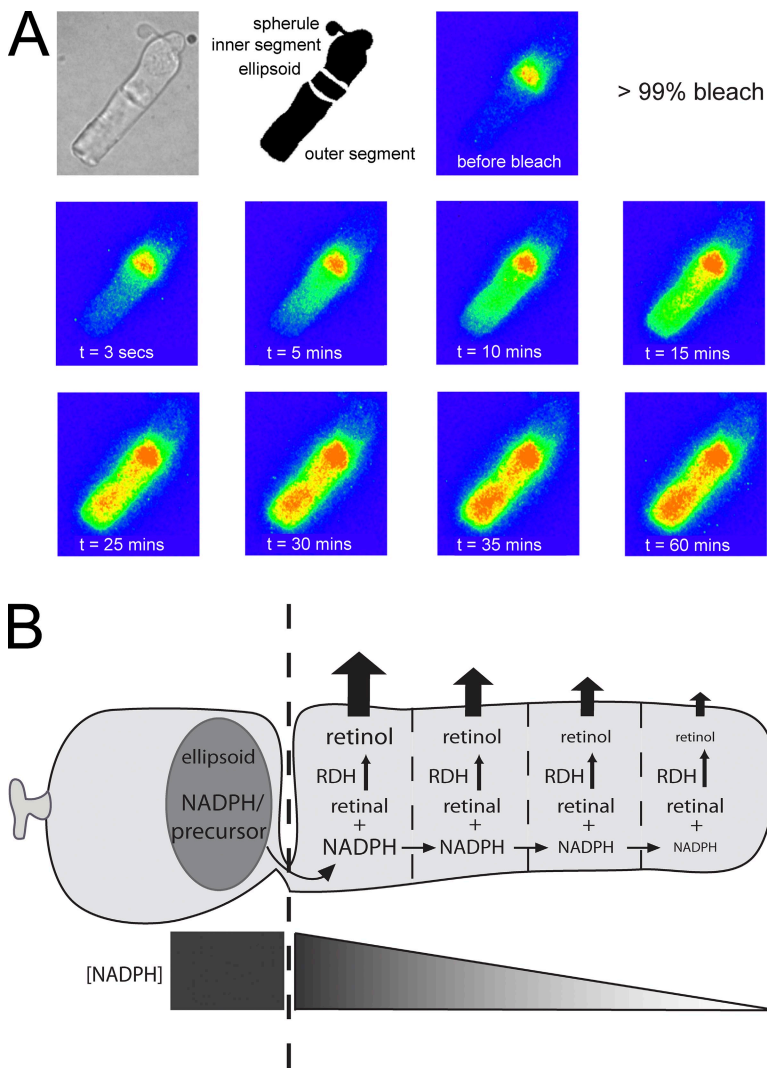 A
spherule
inner segment
ellipsoid
outer segment
before bleach
> 99% bleach
t = 3 secs
t = 5 mins
t = 10 mins
t = 15 mins
t = 25 mins
t = 30 mins
t = 35 mins
t = 60 mins
B
ellipsoid
NADPH/
precursor
retinol retinol retinol retinol
RDH RDH RDH RDH
retinal retinal retinal retinal
+ + + +
NADPH NADPH NADPH NADPH
[NADPH]